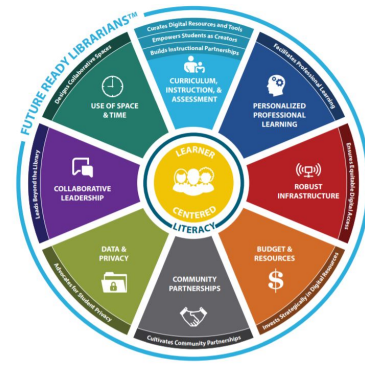 FUTURE READY LIBRARIANS™
Curates Digital Resources and Tools
Empowers Students as Creators
Builds Instructional Partnerships
CURRICULUM,
INSTRUCTION, &
ASSESSMENT
Facilitates Professional Learning
PERSONALIZED
PROFESSIONAL
LEARNING
Ensures Equitable Digital Access
ROBUST
INFRASTRUCTURE
Invests Strategically in Digital Resources
BUDGET &
RESOURCES
$
Cultivates Community Partnerships
COMMUNITY
PARTNERSHIPS
Advocates for Student Privacy
DATA &
PRIVACY
Leads Beyond the Library
COLLABORATIVE
LEADERSHIP
Designs Collaborative Spaces
USE OF SPACE
& TIME
LEARNER
CENTERED
LITERACY